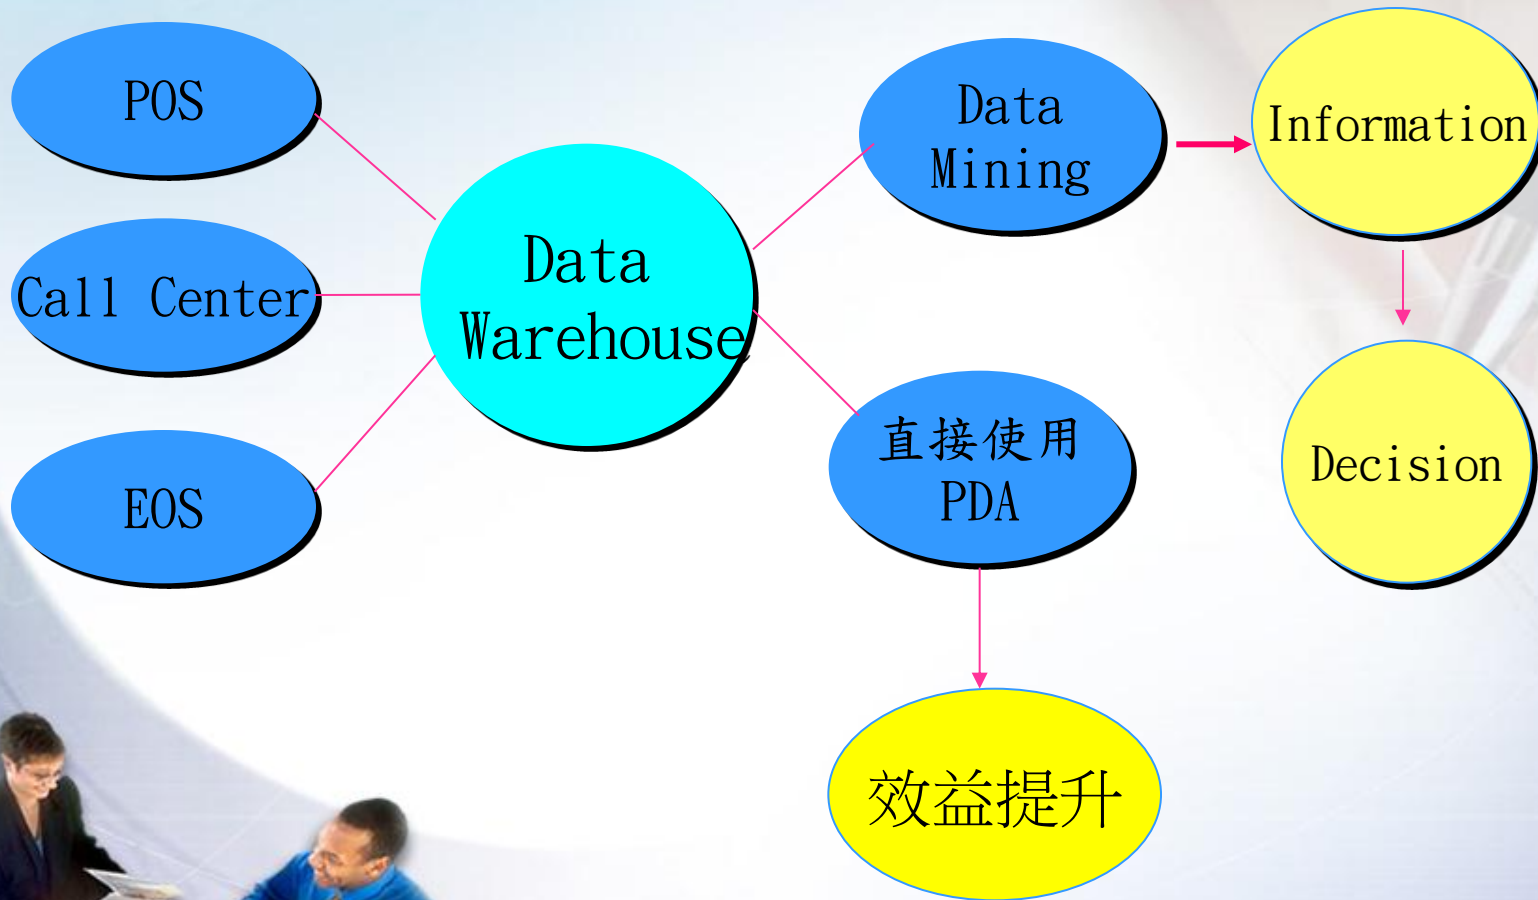 POS
Call Center
EOS
Data
Warehouse
Data
Mining
Information
直接使用
PDA
Decision
效益提升